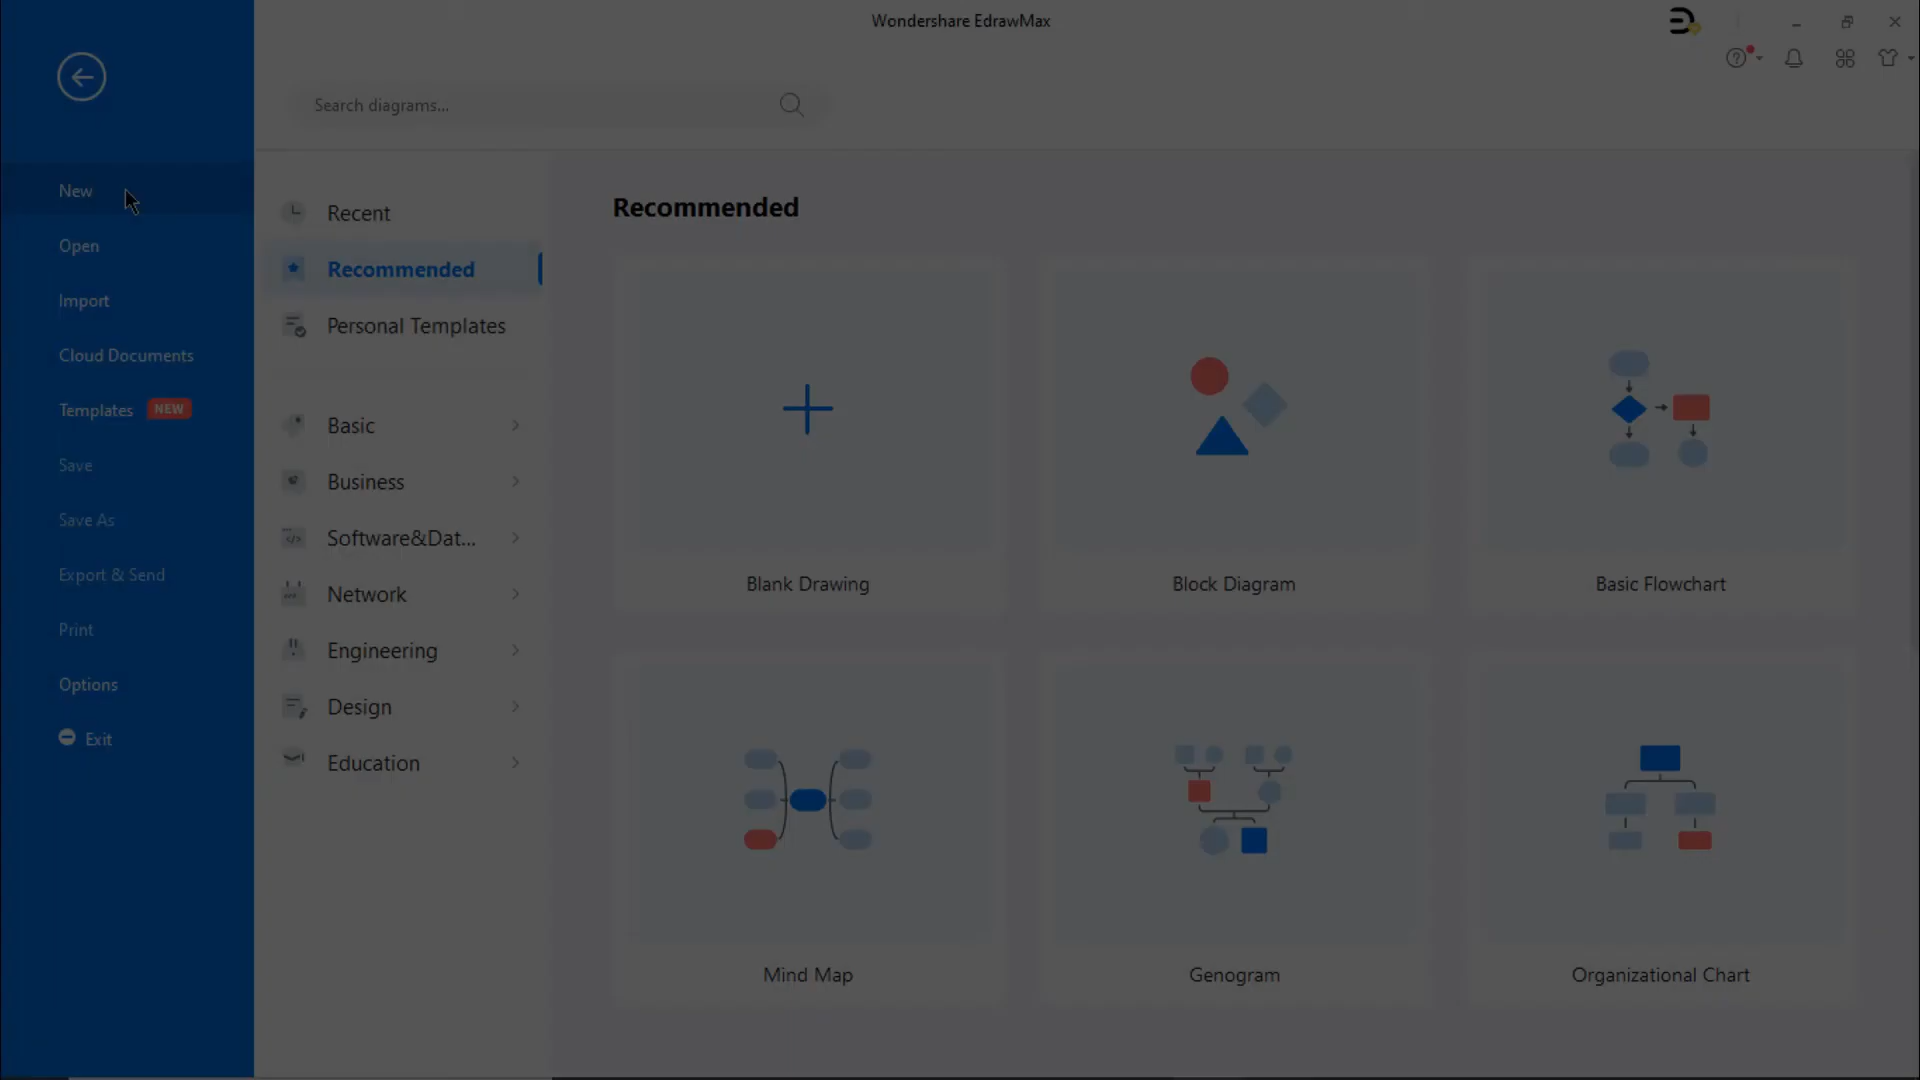 Wondershare EdrawMax
Search diagrams...
New
Open
Import
Cloud Documents
Templates NEW
Save
Save As
Export & Send
Print
Options
Exit
Recent
Recommended
Personal Templates
Basic
Business
Software&Dat...
Network
Engineering
Design
Education
Recommended
Blank Drawing
Block Diagram
Basic Flowchart
Mind Map
Genogram
Organizational Chart